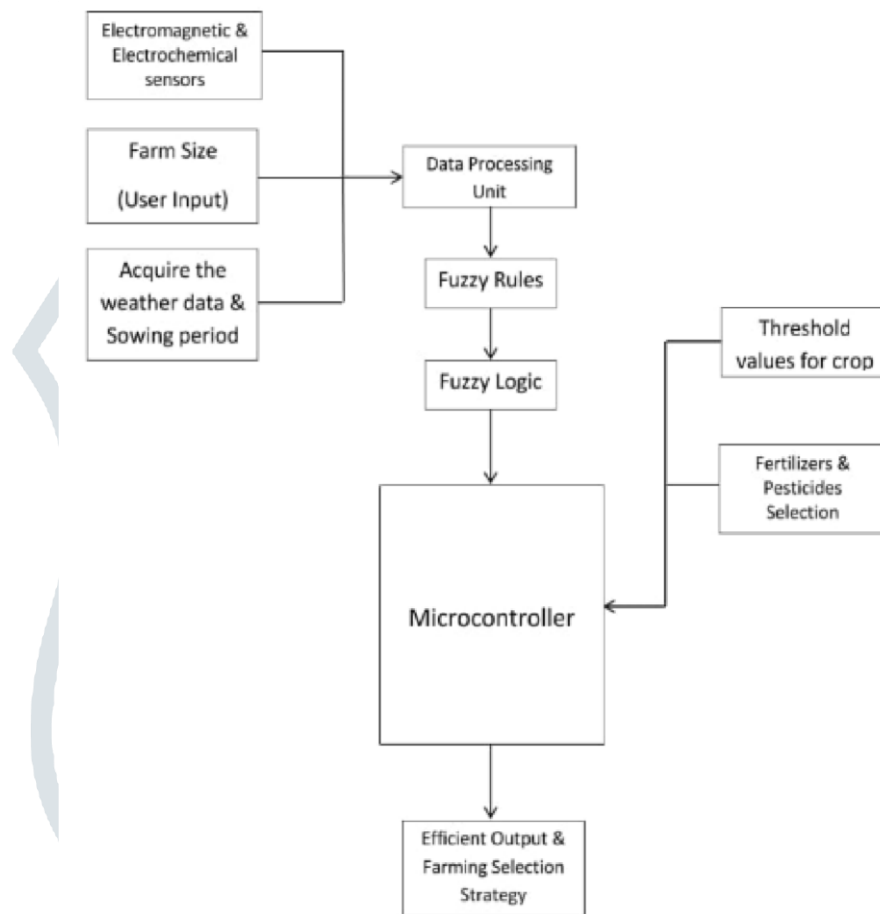 Electromagnetic &
Electrochemical
sensors
Farm Size
(User Input)
Acquire the
weather data &
Sowing period
Data Processing
Unit
Fuzzy Rules
Fuzzy Logic
Threshold
values for crop
Fertilizers &
Pesticides
Selection
Microcontroller
Efficient Output &
Farming Selection
Strategy